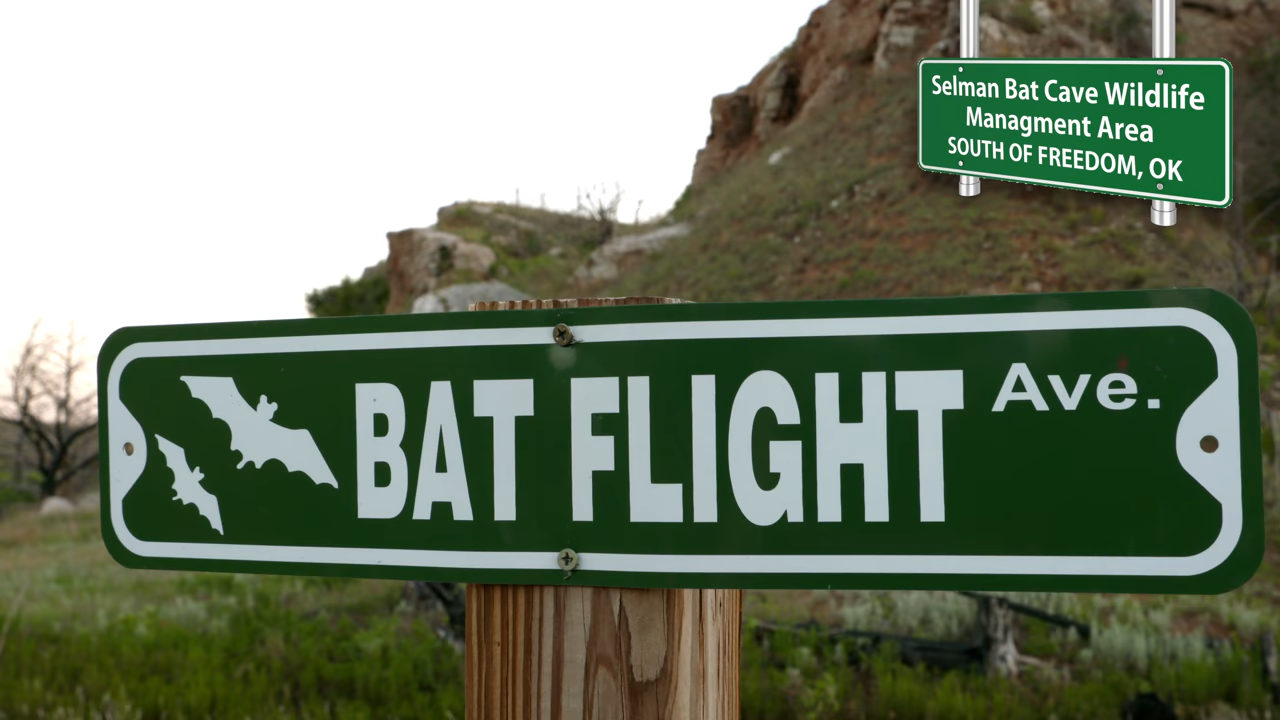 Selman Bat Cave Wildlife
Managment Area
SOUTH OF FREEDOM, OK
BAT FLIGHT Ave.